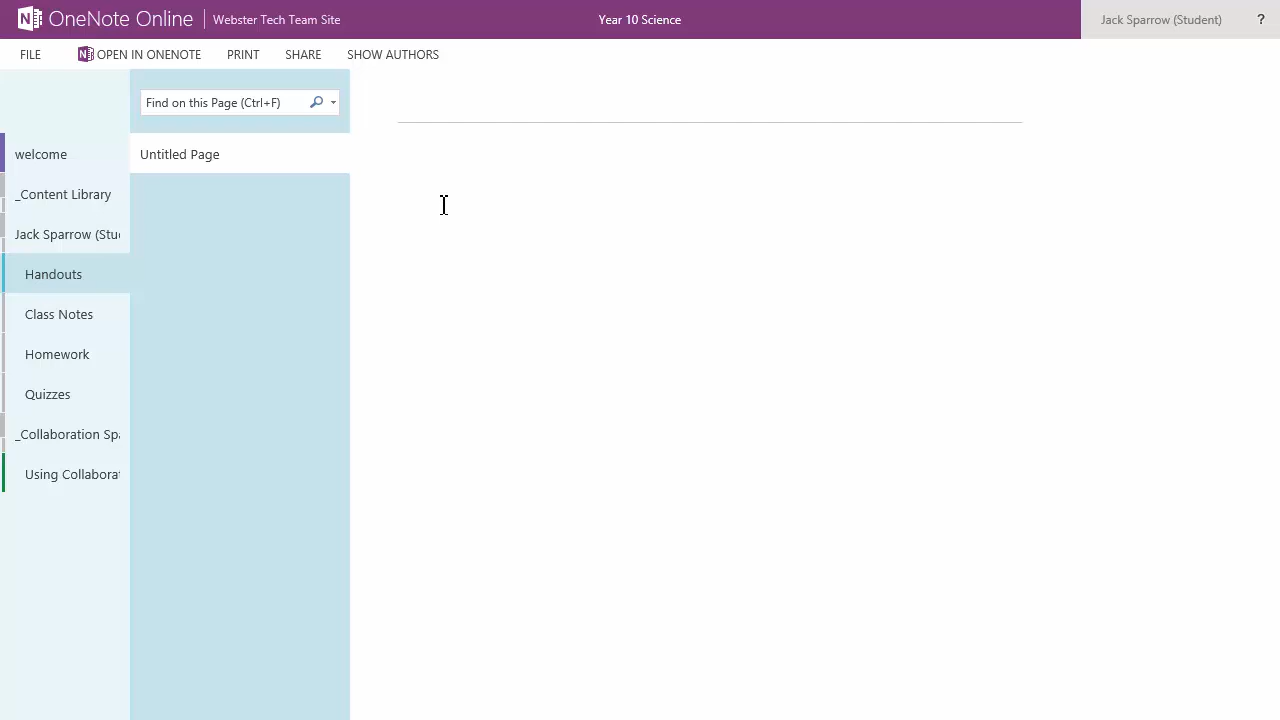 OneNote Online
Webster Tech Team Site
Year 10 Science
Jack Sparrow (Student)
?
FILE
OPEN IN ONENOTE
PRINT
SHARE
SHOW AUTHORS
Find on this Page (Ctrl+F)
welcome
_Content Library
Jack Sparrow (Stu
Handouts
Class Notes
Homework
Quizzes
_Collaboration Sp
Using Collabora
Untitled Page